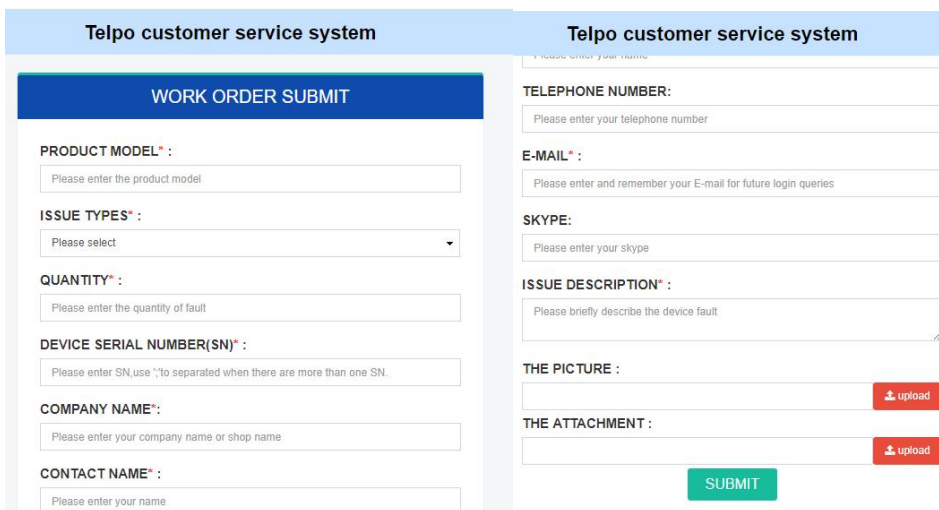 Telpo customer service system
WORK ORDER SUBMIT
PRODUCT MODEL* :
Please enter the product model
ISSUE TYPES* :
Please select
QUANTITY* :
Please enter the quantity of fault
DEVICE SERIAL NUMBER(SN)* :
Please enter SN,use ';'to separated when there are more than one SN.
COMPANY NAME*:
Please enter your company name or shop name
CONTACT NAME* :
Please enter your name
Telpo customer service system
Please enter your name
TELEPHONE NUMBER:
Please enter your telephone number
E-MAIL* :
Please enter and remember your E-mail for future login queries
SKYPE:
Please enter your skype
ISSUE DESCRIPTION* :
Please briefly describe the device fault
THE PICTURE :
upload
THE ATTACHMENT :
upload
SUBMIT